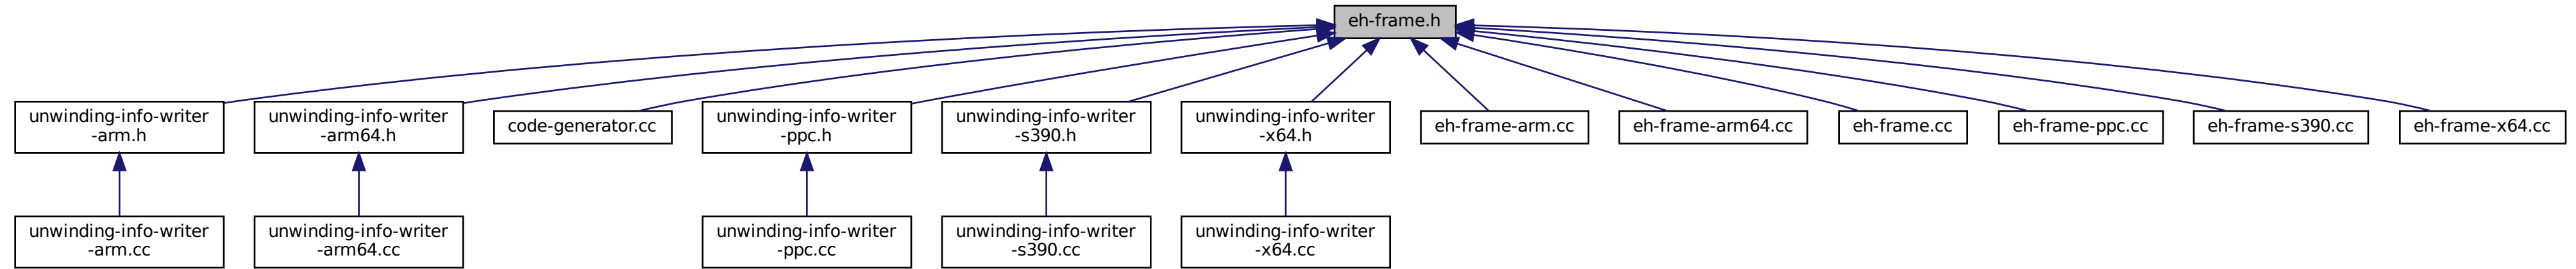 eh-frame.h
unwinding-info-writer
-arm.h
unwinding-info-writer
-arm64.h
code-generator.cc
unwinding-info-writer
-ppc.h
unwinding-info-writer
-s390.h
unwinding-info-writer
-x64.h
eh-frame-arm.cc
eh-frame-arm64.cc
eh-frame.cc
eh-frame-ppc.cc
eh-frame-s390.cc
eh-frame-x64.cc
unwinding-info-writer
-arm.cc
unwinding-info-writer
-arm64.cc
unwinding-info-writer
-ppc.cc
unwinding-info-writer
-s390.cc
unwinding-info-writer
-x64.cc